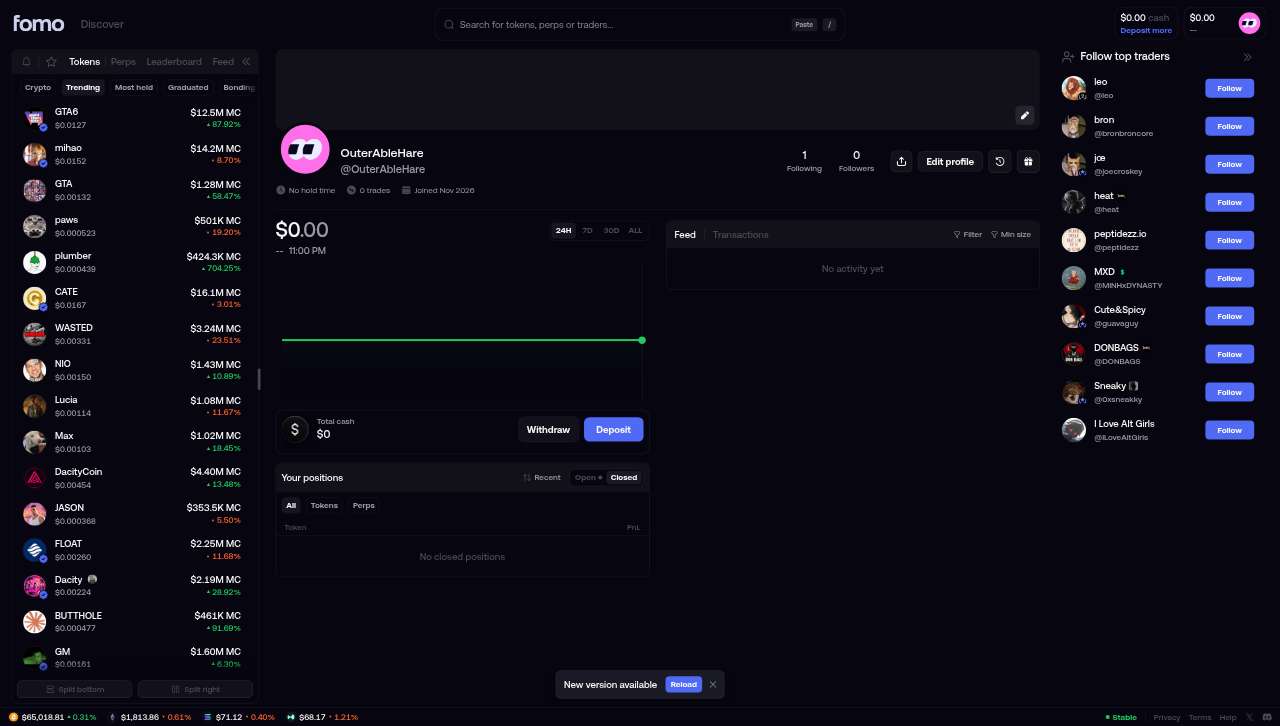 fomo
Discover
Search for tokens, perps or traders...
Paste
/
$0.00 cash
Deposit more
$0.00
--
Tokens
Perps
Leaderboard
Feed
Crypto
Trending
Most held
Graduated
Bonding
GTA6
$0.0127
$12.5M MC
87.92%
mihao
$0.0152
$14.2M MC
8.70%
GTA
$0.00132
$1.28M MC
58.47%
paws
$0.000523
$501K MC
19.20%
plumber
$0.000439
$424.3K MC
704.25%
CATE
$0.0167
$16.1M MC
3.01%
WASTED
$0.00331
$3.24M MC
23.51%
NIO
$0.00150
$1.43M MC
10.89%
Lucia
$0.00114
$1.08M MC
11.67%
Max
$0.00103
$1.02M MC
18.45%
DacityCoin
$0.00454
$4.40M MC
13.48%
JASON
$0.000368
$353.5K MC
5.50%
FLOAT
$0.00260
$2.25M MC
11.68%
Dacity
$0.00224
$2.19M MC
28.92%
BUTTHOLE
$0.000477
$461K MC
91.69%
GM
$0.00161
$1.60M MC
6.30%
Split bottom
Split right
OuterAbleHare
@OuterAbleHare
1
Following
0
Followers
Edit profile
No hold time
0 trades
Joined Nov 2026
$0.00
-- 11:00 PM
24H
7D
30D
ALL
Total cash
$0
Withdraw
Deposit
Your positions
Recent
Open
Closed
All
Tokens
Perps
Token
PnL
No closed positions
Feed
Transactions
Filter
Min size
No activity yet
Follow top traders
leo
@leo
Follow
bron
@bronbroncore
Follow
jœ
@joecroskey
Follow
heat
@heat
Follow
peptidezz.io
@peptidezz
Follow
MXD
@MINHxDYNASTY
Follow
Cute&Spicy
@guavaguy
Follow
DONBAGS
@DONBAGS
Follow
Sneaky
@0xsneakky
Follow
I Love Alt Girls
@ILoveAltGirls
Follow
New version available
Reload
$65,018.81 0.31%
$1,813.86 0.61%
$71.12 0.40%
$68.17 1.21%
Stable
Privacy
Terms
Help